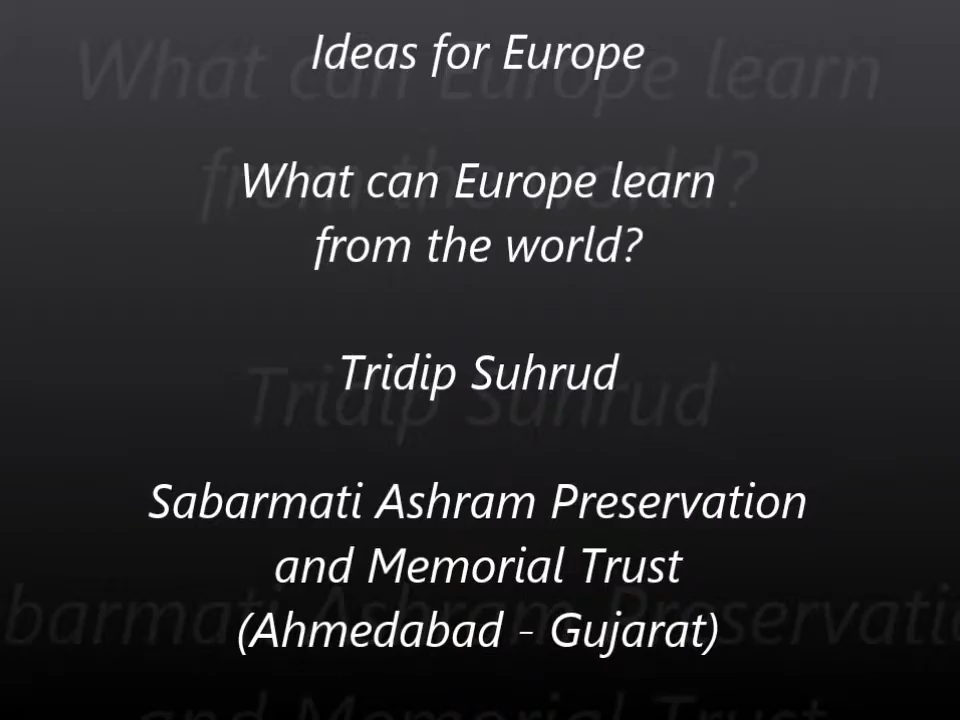 Ideas for Europe
What can Europe learn
from the world?
Tridip Suhrud
Sabarmati Ashram Preservation
and Memorial Trust
(Ahmedabad - Gujarat)